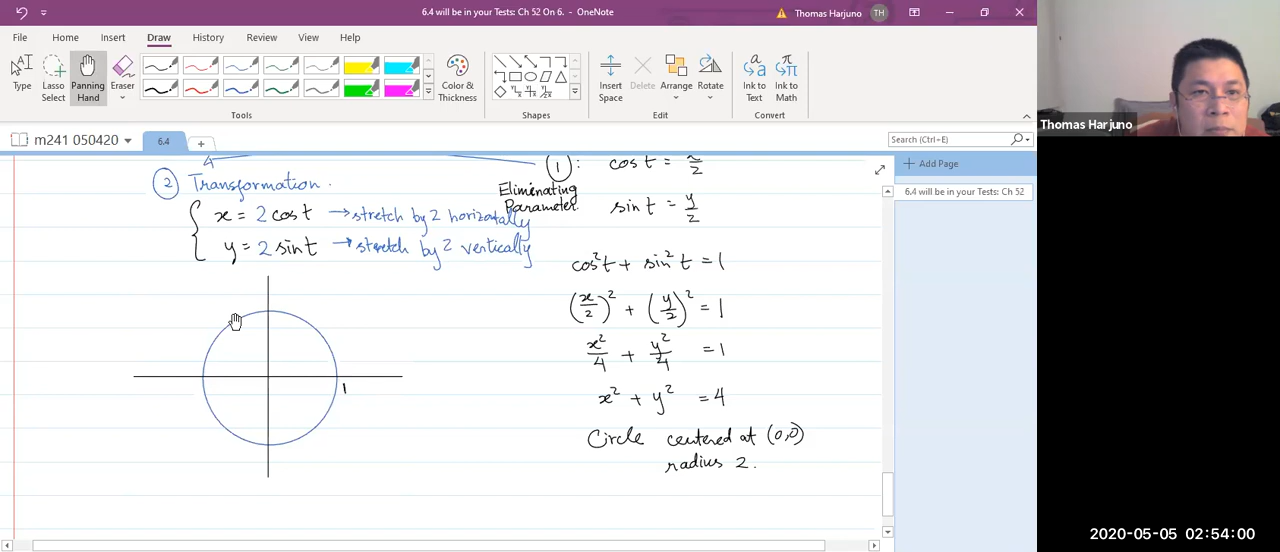 6.4 will be in your Tests: Ch 52 On 6. - OneNote
Thomas Harjuno
TH
File Home Insert Draw History Review View Help
Type
Lasso Select
Panning Hand
Eraser
Color & Thickness
Insert Space
Delete
Arrange
Rotate
Ink to Text
Ink to Math
Tools
Shapes
Edit
Convert
m241 050420
6.4
Search (Ctrl+E)
Add Page
6.4 will be in your Tests: Ch 52
② Transformation.
x = 2 cos t → stretch by 2 horizontally
y = 2 sin t → stretch by 2 vertically
1
① : cos t = x/2
Eliminating
Parameter.
sin t = y/2
cos²t + sin²t = 1
(x/2)² + (y/2)² = 1
x²/4 + y²/4 = 1
x² + y² = 4
Circle centered at (0,0)
radius 2.
Thomas Harjuno
2020-05-05 02:54:00